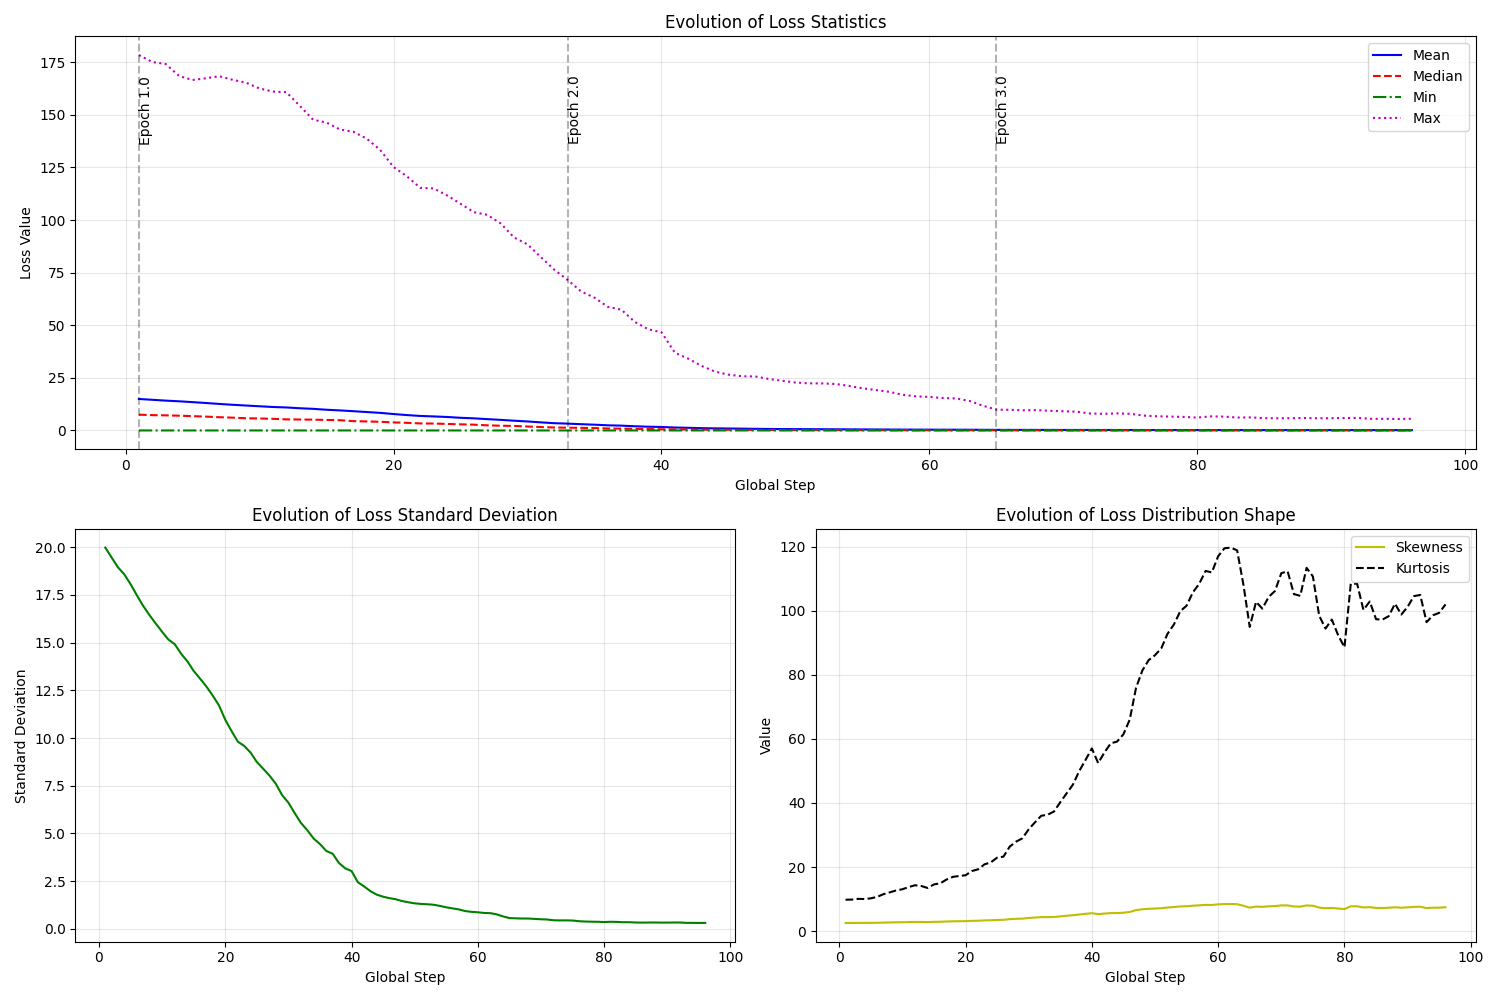 Evolution of Loss Statistics
Loss Value
175
150
125
100
75
50
25
0
Epoch 1.0
Epoch 2.0
Epoch 3.0
Mean
Median
Min
Max
0
20
40
60
80
100
Global Step
Evolution of Loss Standard Deviation
Standard Deviation
20.0
17.5
15.0
12.5
10.0
7.5
5.0
2.5
0.0
0
20
40
60
80
100
Global Step
Evolution of Loss Distribution Shape
Value
120
100
80
60
40
20
0
Skewness
Kurtosis
0
20
40
60
80
100
Global Step